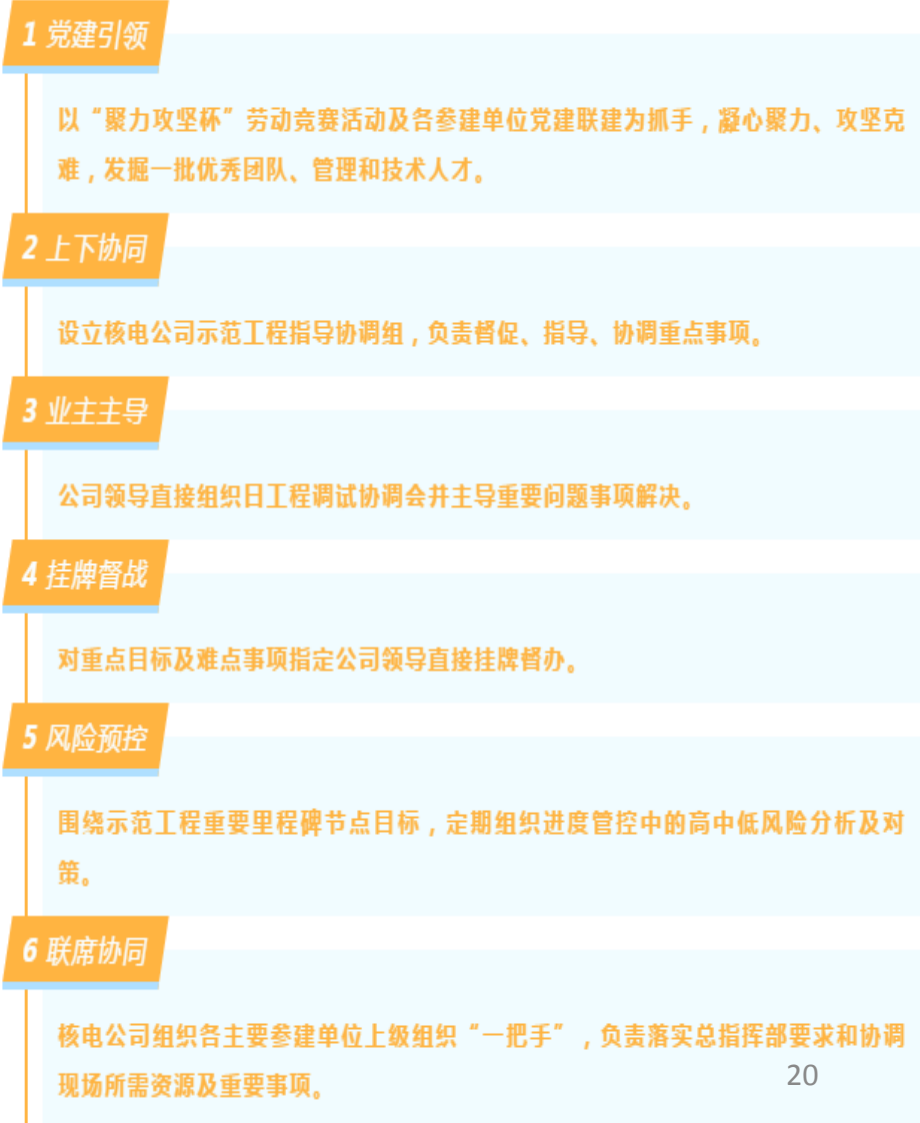 1 党建引领
以“聚力攻坚杯”劳动竞赛活动及各参建单位党建联建为抓手，凝心聚力、攻坚克
难，发掘一批优秀团队、管理和技术人才。
2 上下协同
设立核电公司示范工程指导协调组，负责督促、指导、协调重点事项。
3 业主主导
公司领导直接组织日工程调试协调会并主导重要问题事项解决。
4 挂牌督战
对重点目标及难点事项指定公司领导直接挂牌督办。
5 风险预控
围绕示范工程重要里程碑节点目标，定期组织进度管控中的高中低风险分析及对
策。
6 联席协同
核电公司组织各主要参建单位上级组织“一把手”，负责落实总指挥部要求和协调
现场所需资源及重要事项。
20